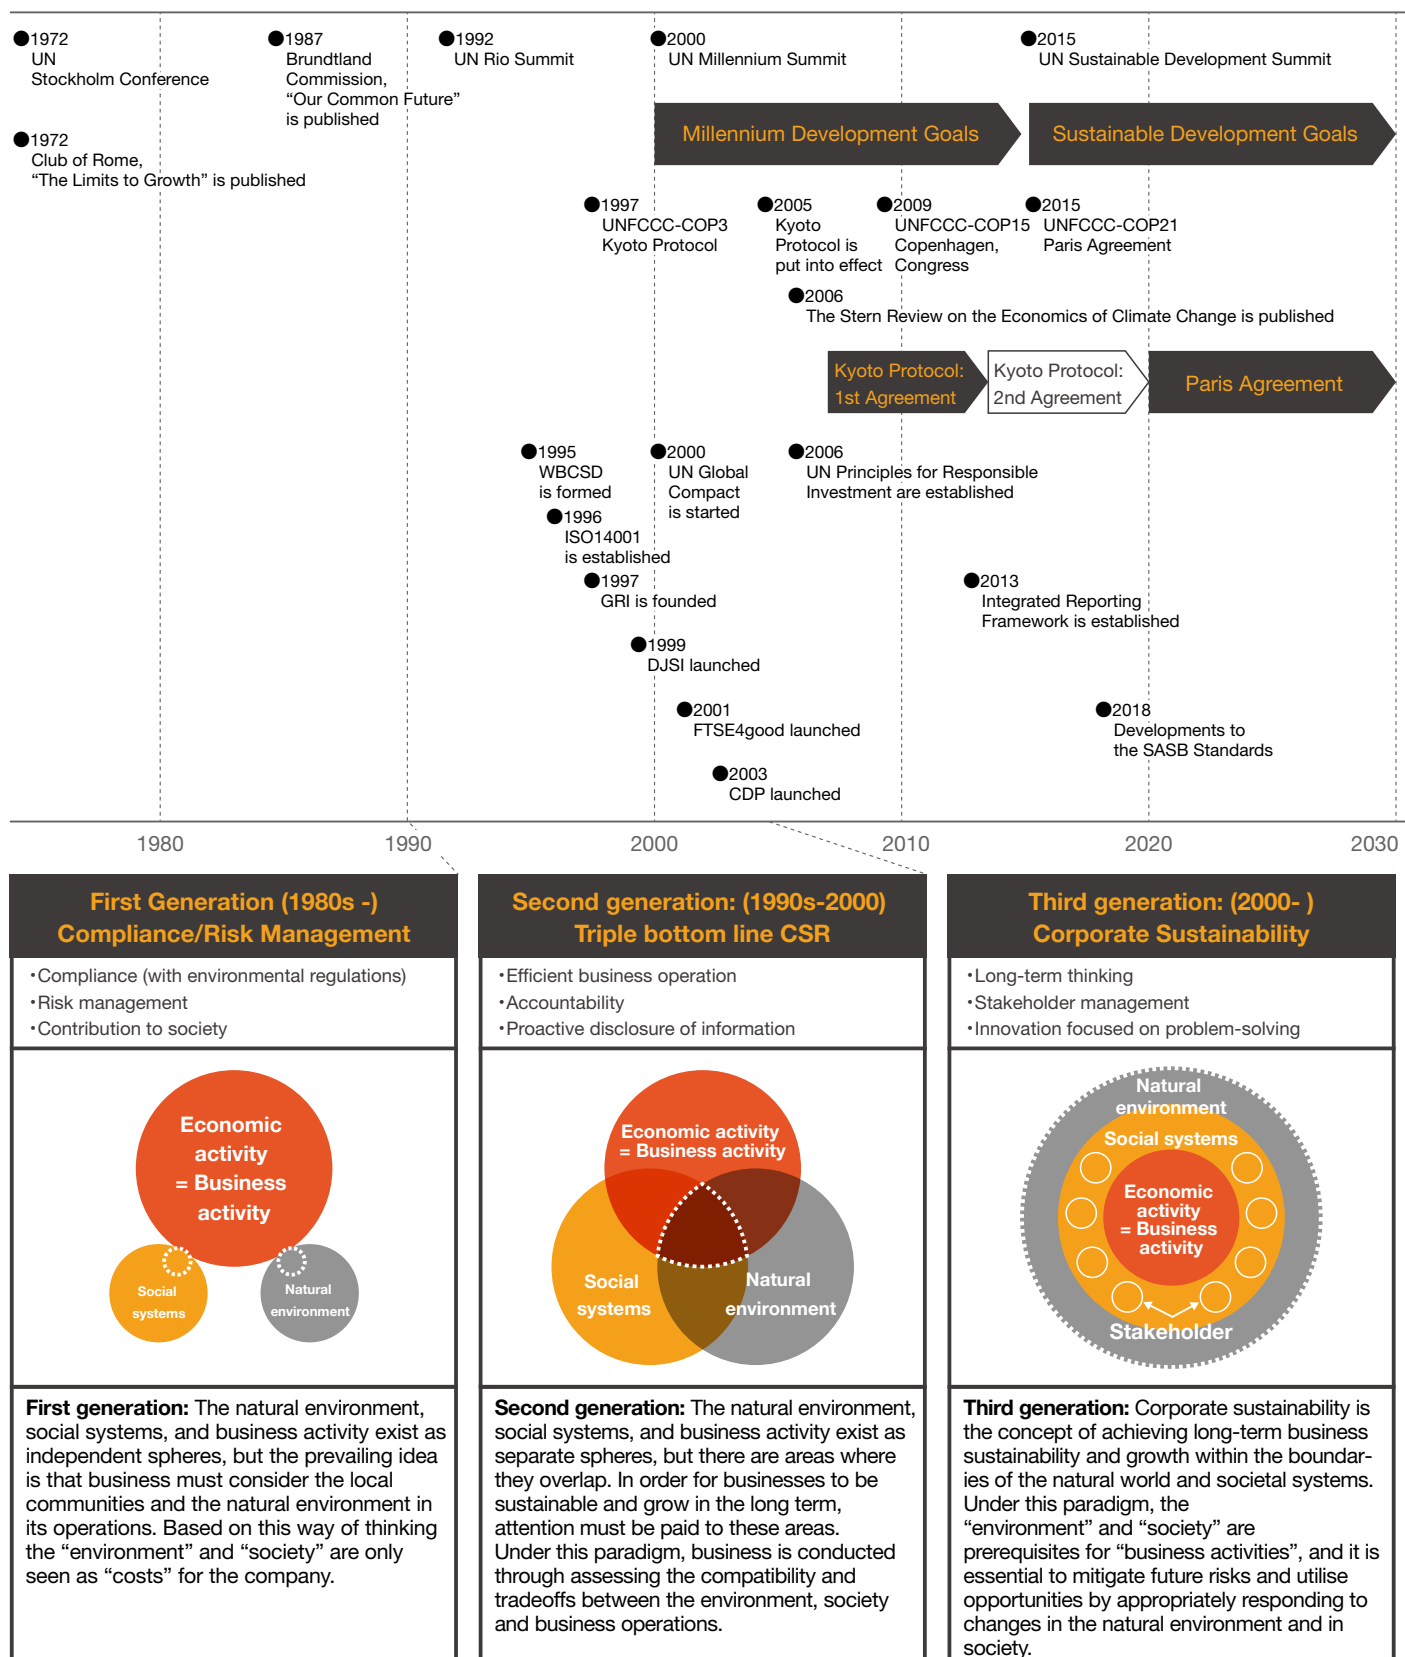 1972
UN
Stockholm Conference
1987
Brundtland
Commission,
“Our Common Future”
is published
1992
UN Rio Summit
2000
UN Millennium Summit
2015
UN Sustainable Development Summit
1972
Club of Rome,
“The Limits to Growth” is published
Millennium Development Goals
Sustainable Development Goals
1997
UNFCCC-COP3
Kyoto Protocol
2005
Kyoto
Protocol is
put into effect
2009
UNFCCC-COP15
Copenhagen,
Congress
2015
UNFCCC-COP21
Paris Agreement
2006
The Stern Review on the Economics of Climate Change is published
Kyoto Protocol:
1st Agreement
Kyoto Protocol:
2nd Agreement
Paris Agreement
1995
WBCSD
is formed
2000
UN Global
Compact
is started
2006
UN Principles for Responsible
Investment are established
1996
ISO14001
is established
1997
GRI is founded
2013
Integrated Reporting
Framework is established
1999
DJSI launched
2001
FTSE4good launched
2018
Developments to
the SASB Standards
2003
CDP launched
1980
1990
2000
2010
2020
2030
First Generation (1980s -)
Compliance/Risk Management
・Compliance (with environmental regulations)
・Risk management
・Contribution to society
Economic
activity
= Business
activity
Social
systems
Natural
environment
First generation: The natural environment,
social systems, and business activity exist as
independent spheres, but the prevailing idea
is that business must consider the local
communities and the natural environment in
its operations. Based on this way of thinking
the “environment” and “society” are only
seen as “costs” for the company.
Second generation: (1990s-2000)
Triple bottom line CSR
・Efficient business operation
・Accountability
・Proactive disclosure of information
Economic activity
= Business activity
Social
systems
Natural
environment
Second generation: The natural environment,
social systems, and business activity exist as
separate spheres, but there are areas where
they overlap. In order for businesses to be
sustainable and grow in the long term,
attention must be paid to these areas.
Under this paradigm, business is conducted
through assessing the compatibility and
tradeoffs between the environment, society
and business operations.
Third generation: (2000- )
Corporate Sustainability
・Long-term thinking
・Stakeholder management
・Innovation focused on problem-solving
Natural
environment
Social systems
Economic
activity
= Business
activity
Stakeholder
Third generation: Corporate sustainability is
the concept of achieving long-term business
sustainability and growth within the boundar-
ies of the natural world and societal systems.
Under this paradigm, the
“environment” and “society” are
prerequisites for “business activities”, and it is
essential to mitigate future risks and utilise
opportunities by appropriately responding to
changes in the natural environment and in
society.